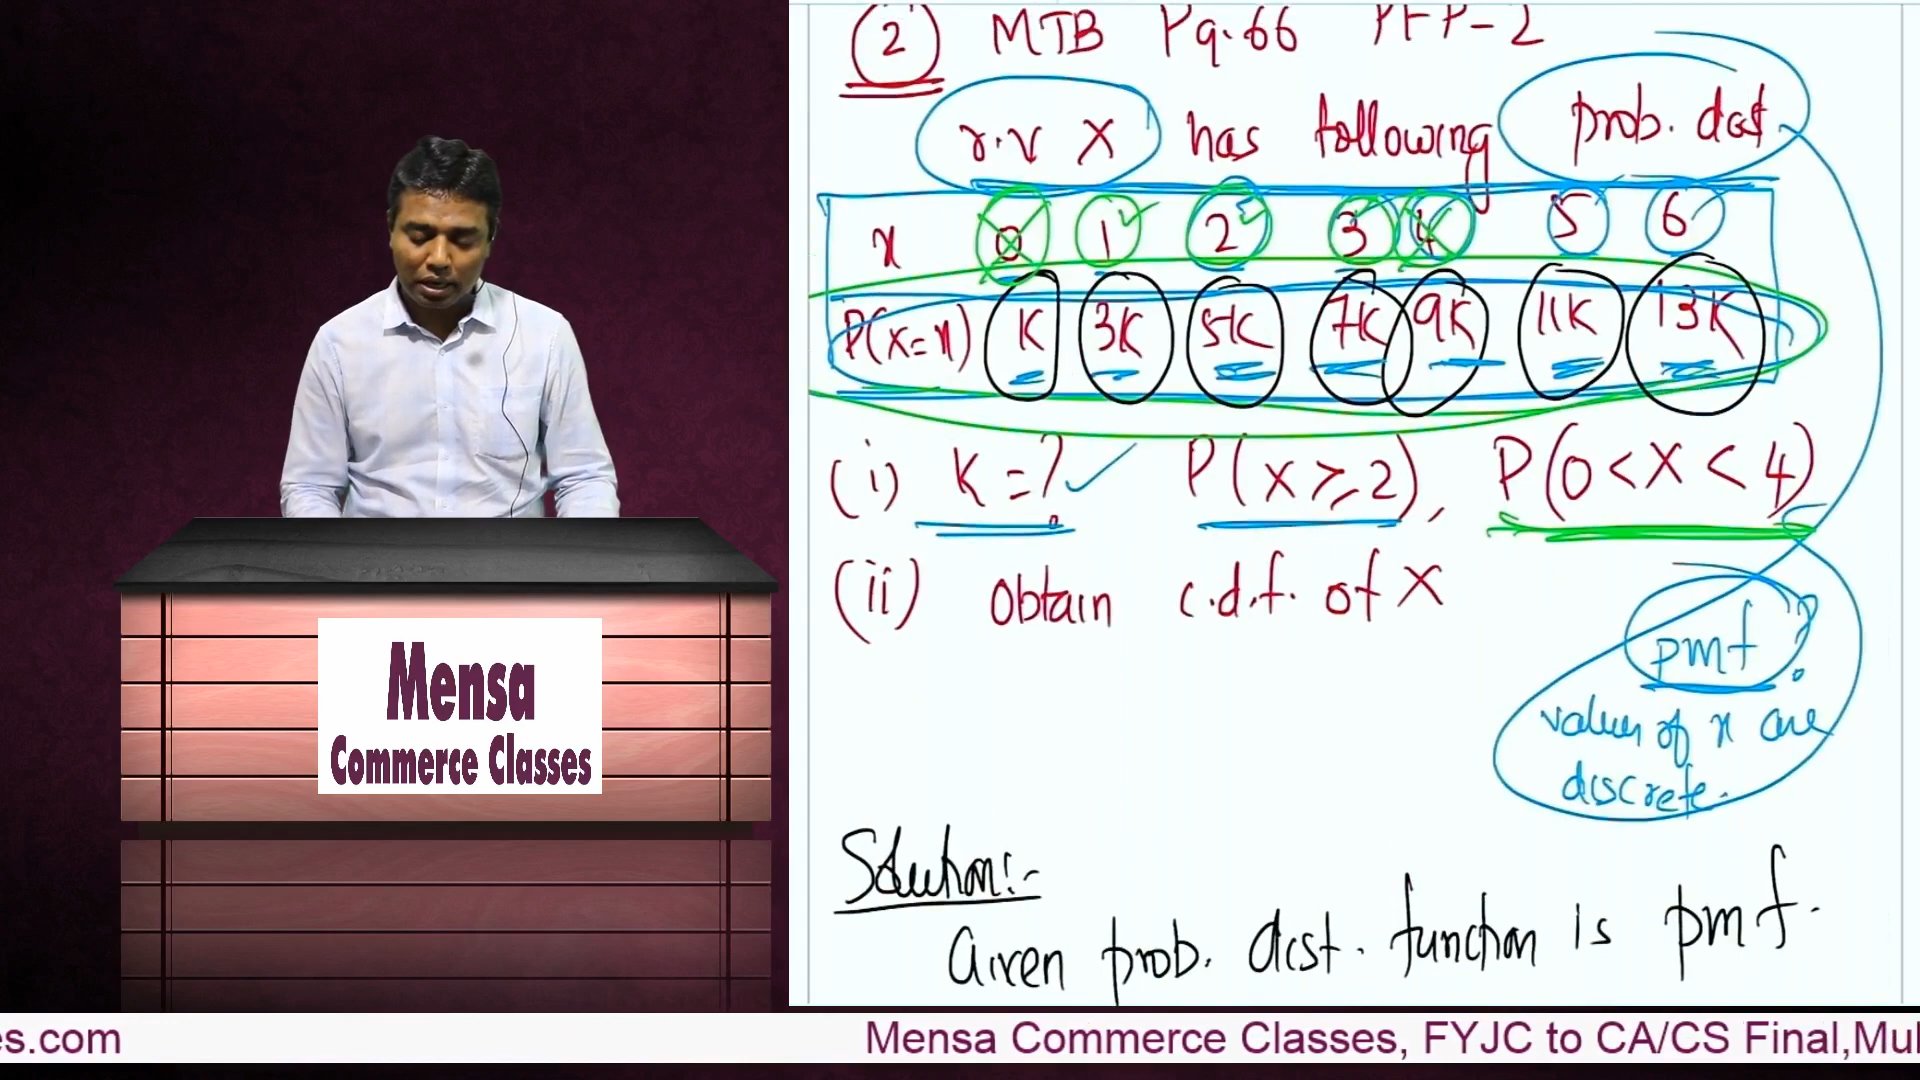 2 MTB Pg.66 PFP-2
r.v X has following prob. dist
x 0 1 2 3 4 5 6
P(X=x) K 3K 5K 7K 9K 11K 13K
(i) K=? P(X≥2), P(0<X<4)
(ii) Obtain c.d.f. of X
pmf?
values of x are
discrete.
Solution:-
Given prob. dist. function is pmf.
Mensa
Commerce Classes
es.com Mensa Commerce Classes, FYJC to CA/CS Final,Mul